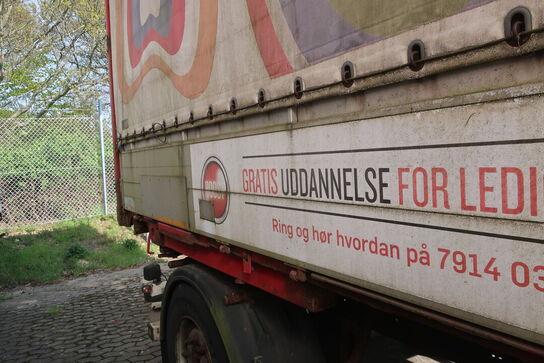 GRATIS UDDANNELSE FOR LEDI
Ring og hør hvordan på 7914 03